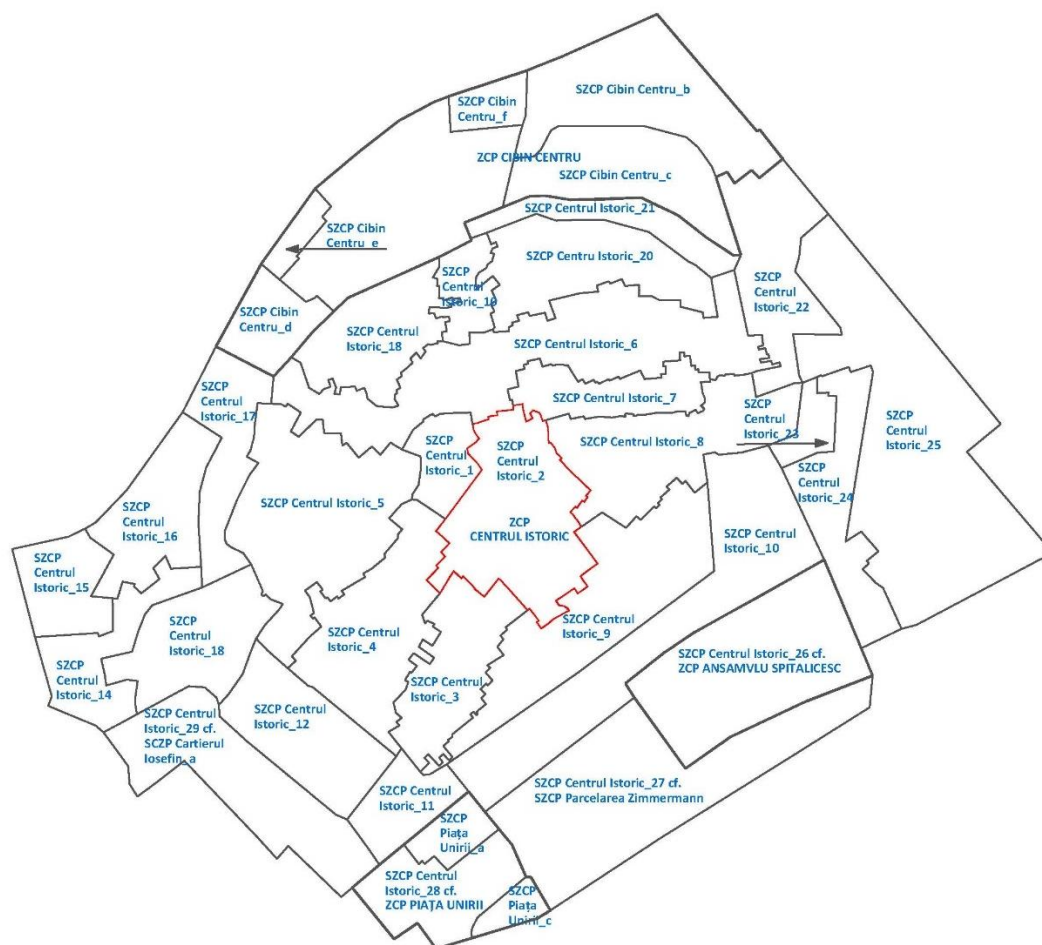 SZCP Cibin Centru_b
SZCP Cibin
Centru_f
ZCP CIBIN CENTRU
SZCP Cibin Centru_c
SZCP Centrul Istoric_21
SZCP Cibin
Centru_e
SZCP Centru Istoric_20
SZCP
Centrul
Istoric_19
SZCP
Centrul
Istoric_22
SZCP Cibin
Centru_d
SZCP Centrul
Istoric_18
SZCP Centrul Istoric_6
SZCP
Centrul
Istoric_17
SZCP Centrul Istoric_7
SZCP
Centrul
Istoric_23
SZCP
Centrul
Istoric_25
SZCP
Centrul
Istoric_1
SZCP
Centrul
Istoric_2
SZCP Centrul Istoric_8
SZCP
Centrul
Istoric_24
SZCP Centrul Istoric_5
SZCP
Centrul
Istoric_16
ZCP
CENTRUL ISTORIC
SZCP Centrul
Istoric_10
SZCP
Centrul
Istoric_15
SZCP
Centrul
Istoric_18
SZCP Centrul
Istoric_4
SZCP Centrul
Istoric_9
SZCP
Centrul
Istoric_14
SZCP Centrul
Istoric_3
SZCP Centrul Istoric_26 cf.
ZCP ANSAMVLU SPITALICESC
SZCP Centrul
Istoric_29 cf.
SCZP Cartierul
Iosefin_a
SZCP Centrul
Istoric_12
SZCP Centrul
Istoric_11
SZCP Centrul Istoric_27 cf.
SZCP Parcelarea Zimmermann
SZCP
Piața
Unirii_a
SZCP Centrul
Istoric_28 cf.
ZCP PIAȚA UNIRII
SZCP
Piața
Unirii_c